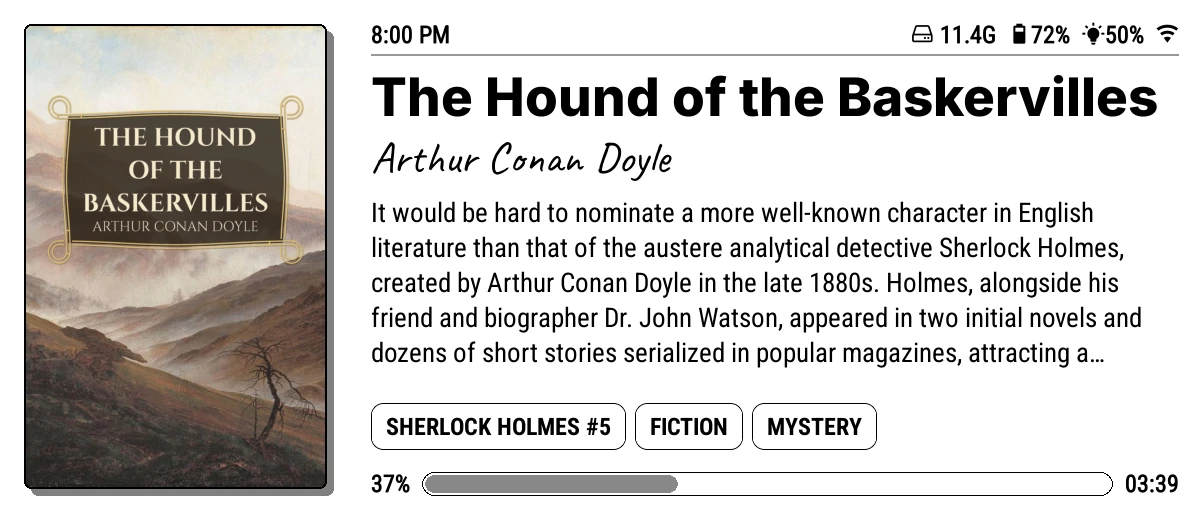 THE HOUND
OF THE
BASKERVILLES
ARTHUR CONAN DOYLE
8:00 PM 11.4G 72% 50%
The Hound of the Baskervilles
Arthur Conan Doyle
It would be hard to nominate a more well-known character in English
literature than that of the austere analytical detective Sherlock Holmes,
created by Arthur Conan Doyle in the late 1880s. Holmes, alongside his
friend and biographer Dr. John Watson, appeared in two initial novels and
dozens of short stories serialized in popular magazines, attracting a…
SHERLOCK HOLMES #5 FICTION MYSTERY
37% 03:39